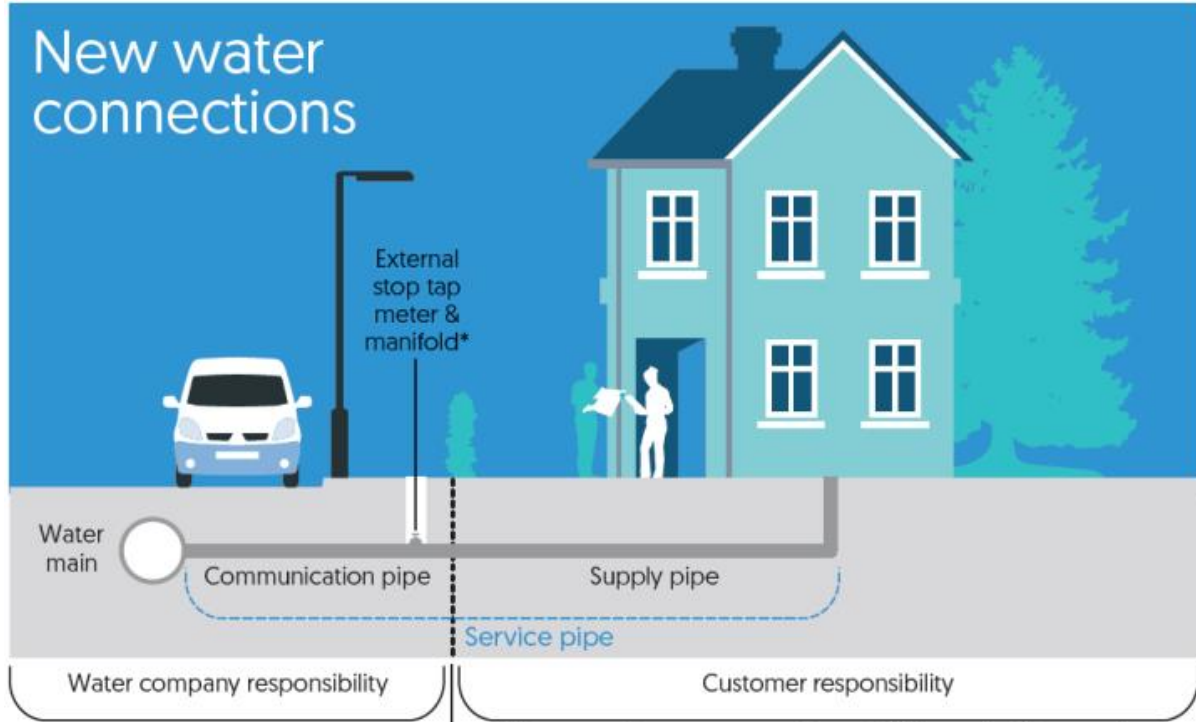 New water
connections
External
stop tap
meter &
manifold*
Water
main
Communication pipe
Supply pipe
Service pipe
Water company responsibility
Customer responsibility